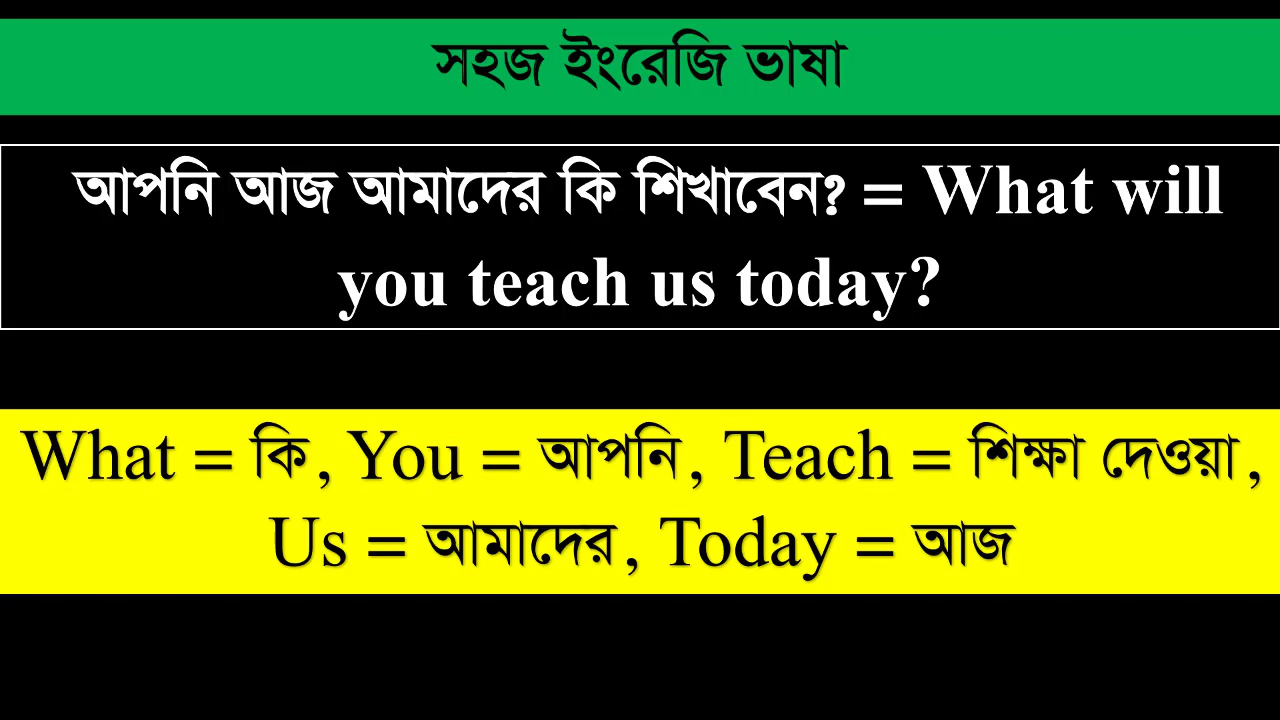 সহজ ইংরেজি ভাষা
আপনি আজ আমাদের কি শিখাবেন? = What will
you teach us today?
What = কি, You = আপনি, Teach = শিক্ষা দেওয়া,
Us = আমাদের, Today = আজ